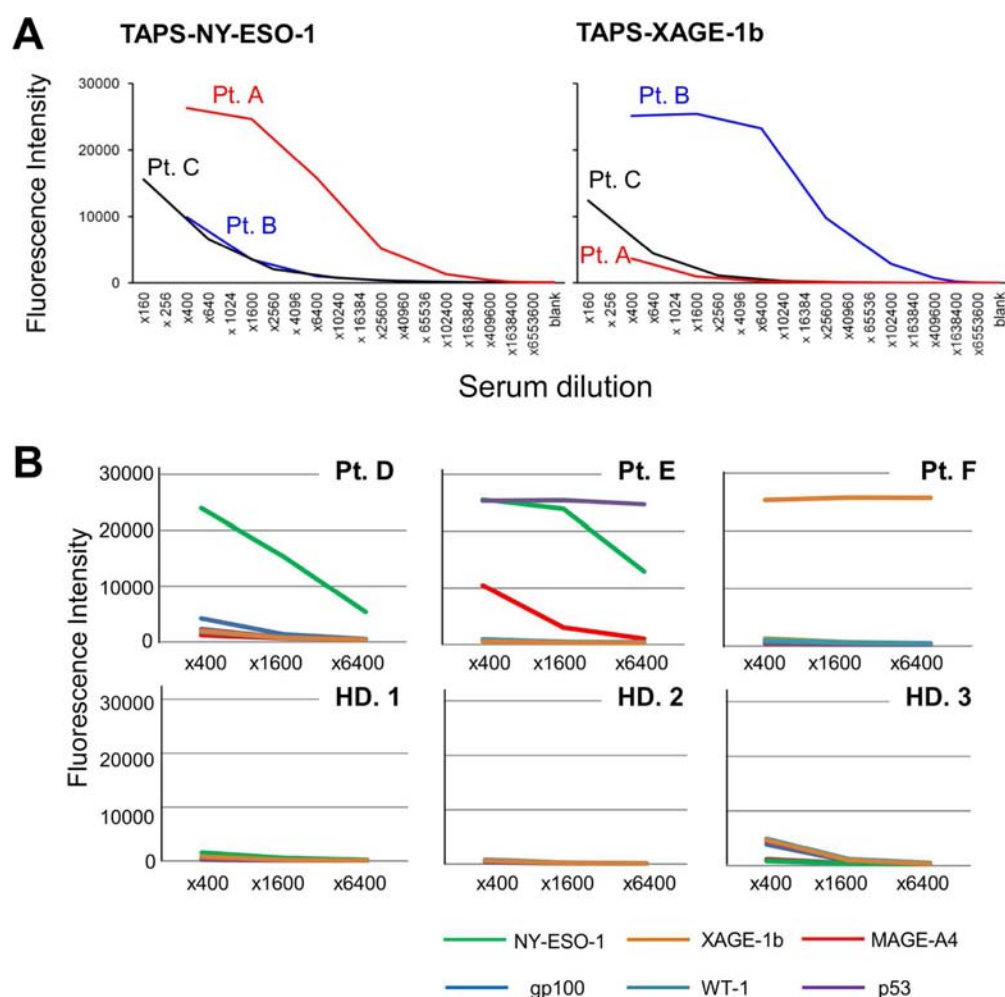 A
TAPS-NY-ESO-1 TAPS-XAGE-1b
Fluorescence Intensity
30000
20000
10000
0
Pt. A
Pt. C
Pt. B
Pt. B
Pt. C
Pt. A
x160
x 256
x400
x640
x 1024
x1600
x2560
x 4096
x6400
x10240
x 16384
x25600
x40960
x 65536
x102400
x163840
x409600
x1638400
x6553600
blank
x160
x 256
x400
x640
x 1024
x1600
x2560
x 4096
x6400
x10240
x 16384
x25600
x40960
x 65536
x102400
x163840
x409600
x1638400
x6553600
blank
Serum dilution
B
Fluorescence Intensity
30000
20000
10000
0
Pt. D Pt. E Pt. F
x400 x1600 x6400 x400 x1600 x6400 x400 x1600 x6400
30000
20000
10000
0
HD. 1 HD. 2 HD. 3
x400 x1600 x6400 x400 x1600 x6400 x400 x1600 x6400
NY-ESO-1 XAGE-1b MAGE-A4
gp100 WT-1 p53